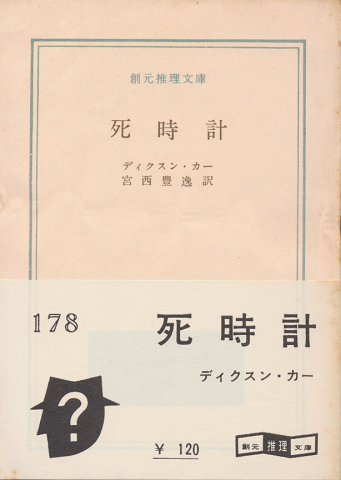 創元推理文庫
死時計
ディクスン・カー
宮西豊逸訳
178
死時計
ディクスン・カー
?
¥ 120
創元 推理 文庫